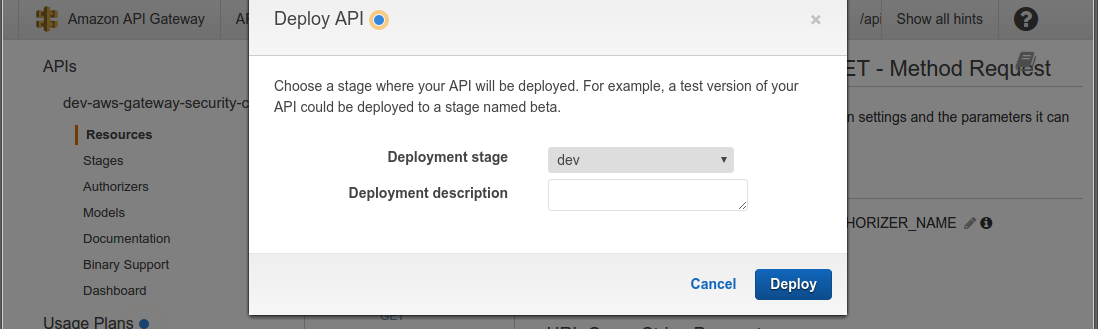 Amazon API Gateway
Deploy API
×
/api
Show all hints
?
APIs
ET - Method Request
dev-aws-gateway-security-c
Choose a stage where your API will be deployed. For example, a test version of your
API could be deployed to a stage named beta.
n settings and the parameters it can
Resources
Stages
Authorizers
Models
Documentation
Binary Support
Dashboard
Usage Plans
Deployment stage
dev
Deployment description
HORIZER_NAME
Cancel
Deploy
GET